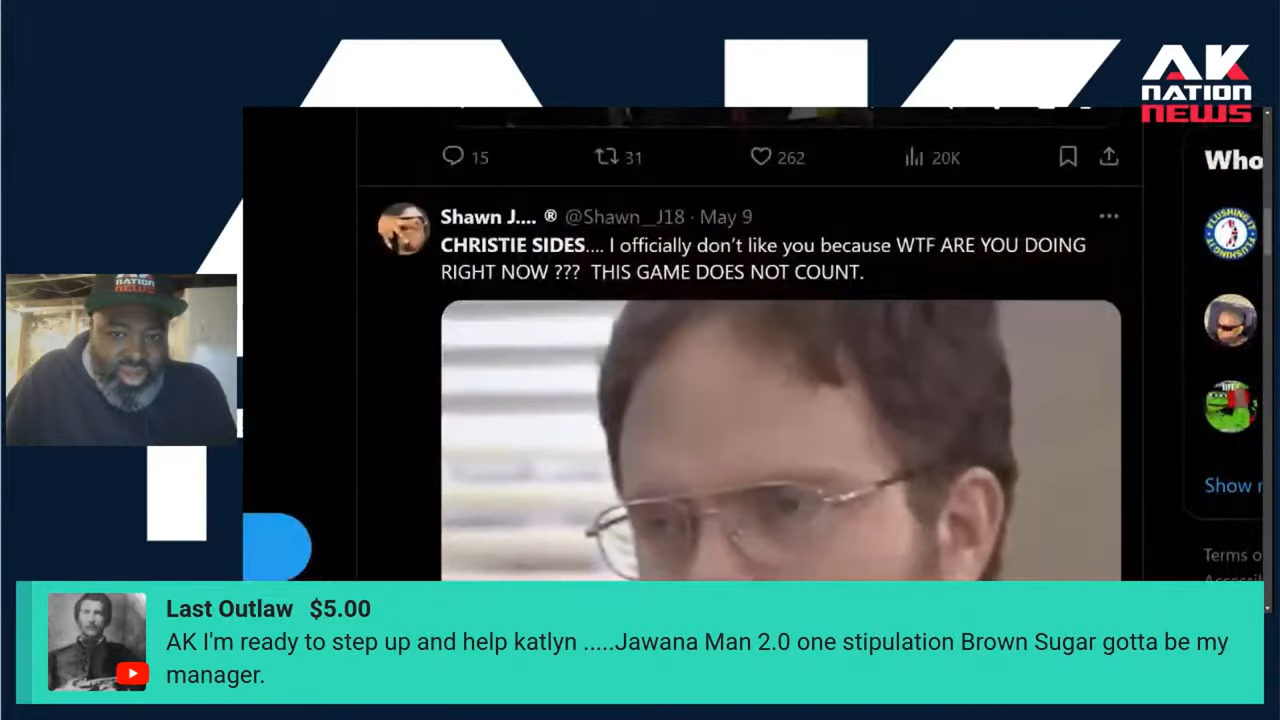 AK
NATION
NEWS
15 31 262 20K
Who
Shawn J.... ® @Shawn__J18 · May 9
CHRISTIE SIDES.... I officially don't like you because WTF ARE YOU DOING
RIGHT NOW ??? THIS GAME DOES NOT COUNT.
FLUSHING IT
Show
Terms o
Last Outlaw $5.00
AK I'm ready to step up and help katlyn .....Jawana Man 2.0 one stipulation Brown Sugar gotta be my
manager.